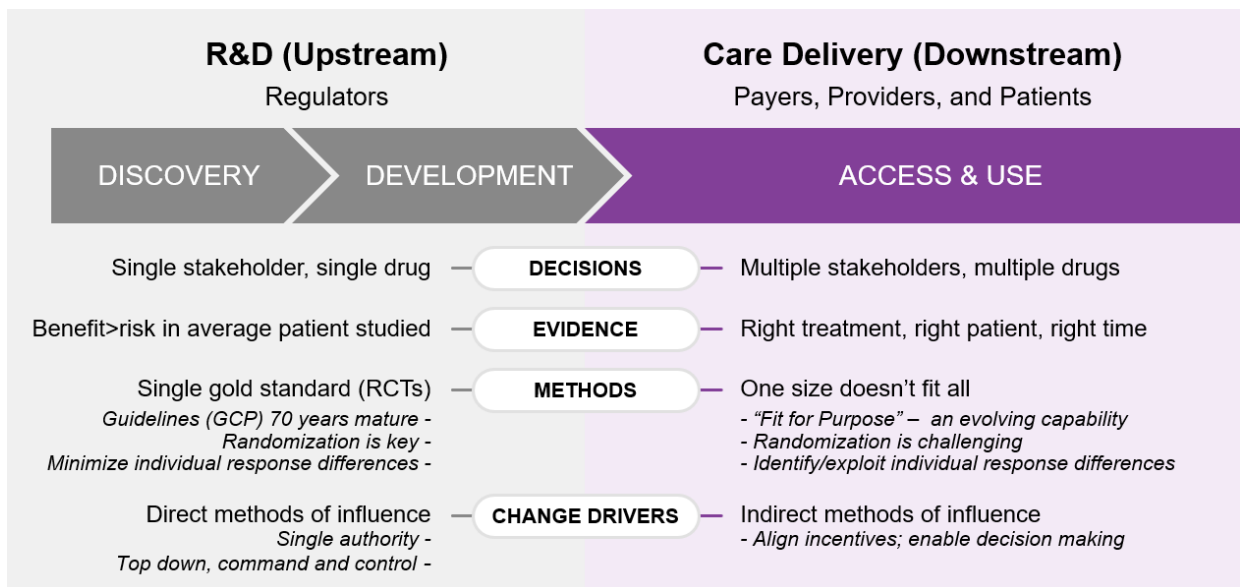 R&D (Upstream)
Regulators
Care Delivery (Downstream)
Payers, Providers, and Patients
DISCOVERY
DEVELOPMENT
ACCESS & USE
Single stakeholder, single drug
DECISIONS
Multiple stakeholders, multiple drugs
Benefit>risk in average patient studied
EVIDENCE
Right treatment, right patient, right time
Single gold standard (RCTs)
Guidelines (GCP) 70 years mature -
Randomization is key -
Minimize individual response differences -
METHODS
One size doesn’t fit all
- “Fit for Purpose” – an evolving capability
- Randomization is challenging
- Identify/exploit individual response differences
Direct methods of influence
Single authority -
Top down, command and control -
CHANGE DRIVERS
Indirect methods of influence
- Align incentives; enable decision making